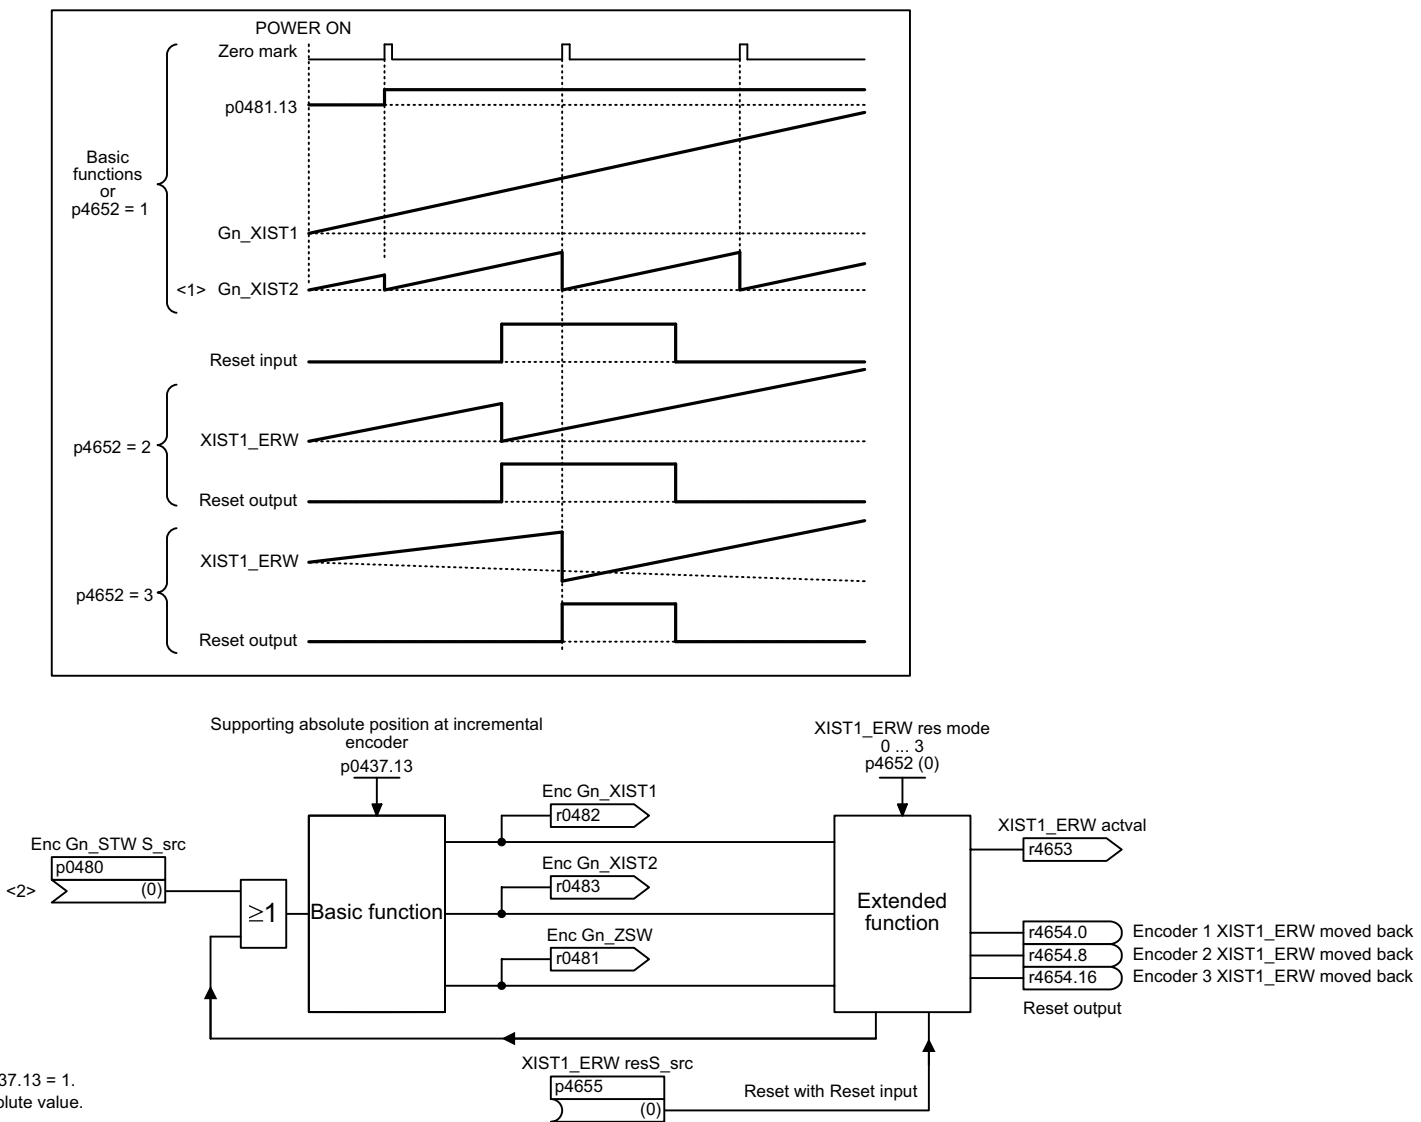 POWER ON
Zero mark
p0481.13
Basic
functions
or
p4652 = 1
Gn_XIST1
<1> Gn_XIST2
Reset input
p4652 = 2
XIST1_ERW
Reset output
XIST1_ERW
p4652 = 3
Reset output
Supporting absolute position at incremental
encoder
p0437.13
XIST1_ERW res mode
0 ... 3
p4652 (0)
Enc Gn_XIST1
r0482
Enc Gn_STW S_src
p0480
<2>
(0)
≥1
Basic function
Enc Gn_XIST2
r0483
Enc Gn_ZSW
r0481
Extended
function
XIST1_ERW actval
r4653
r4654.0 Encoder 1 XIST1_ERW moved back
r4654.8 Encoder 2 XIST1_ERW moved back
r4654.16 Encoder 3 XIST1_ERW moved back
Reset output
XIST1_ERW resS_src
p4655
(0)
Reset with Reset input
37.13 = 1.
olute value.